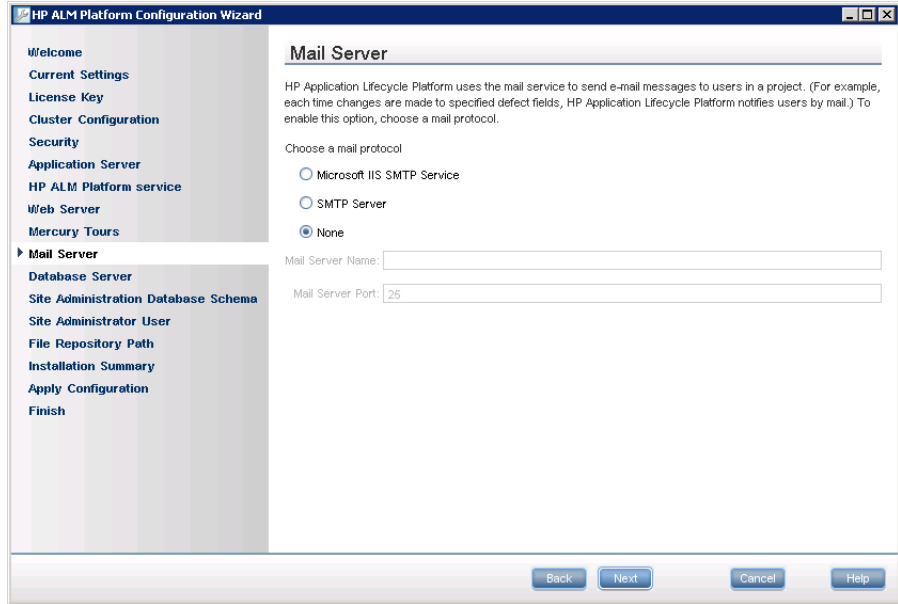 HP ALM Platform Configuration Wizard
Welcome
Current Settings
License Key
Cluster Configuration
Security
Application Server
HP ALM Platform service
Web Server
Mercury Tours
Mail Server
Database Server
Site Administration Database Schema
Site Administrator User
File Repository Path
Installation Summary
Apply Configuration
Finish
Mail Server
HP Application Lifecycle Platform uses the mail service to send e-mail messages to users in a project. (For example,
each time changes are made to specified defect fields, HP Application Lifecycle Platform notifies users by mail.) To
enable this option, choose a mail protocol.
Choose a mail protocol
Microsoft IIS SMTP Service
SMTP Server
None
Mail Server Name:
Mail Server Port: 25
Back Next Cancel Help